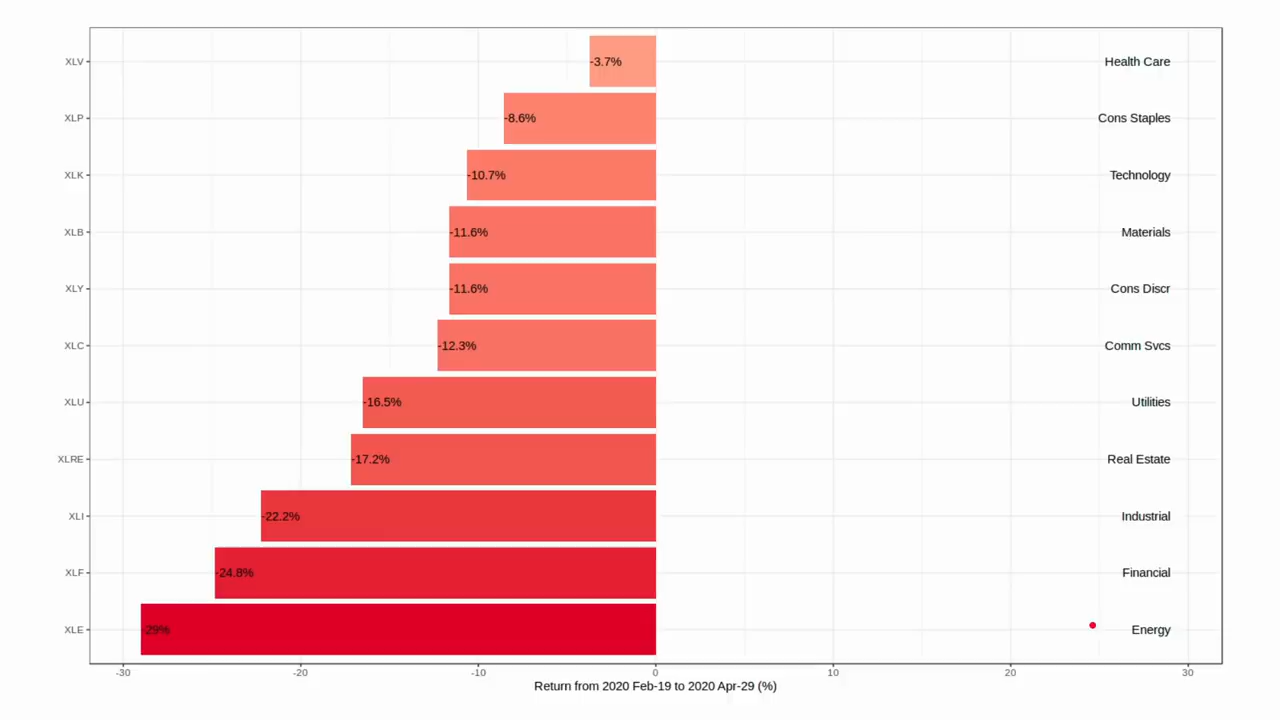 XLV -3.7% Health Care
XLP -8.6% Cons Staples
XLK -10.7% Technology
XLB -11.6% Materials
XLY -11.6% Cons Discr
XLC -12.3% Comm Svcs
XLU -16.5% Utilities
XLRE -17.2% Real Estate
XLI -22.2% Industrial
XLF -24.8% Financial
XLE -29% Energy
-30 -20 -10 0 10 20 30
Return from 2020 Feb-19 to 2020 Apr-29 (%)